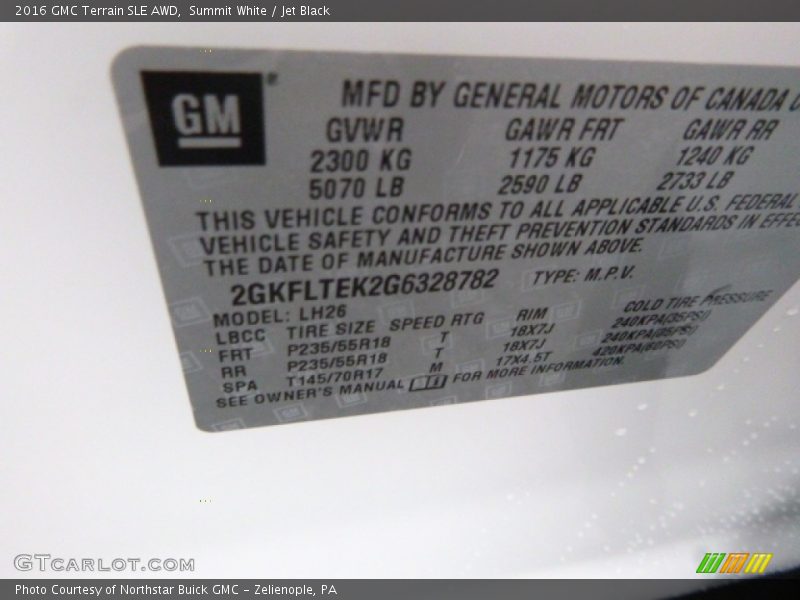 2016 GMC Terrain SLE AWD, Summit White / Jet Black
GM
MFD BY GENERAL MOTORS OF CANADA
GVWR GAWR FRT GAWR RR
2300 KG 1175 KG 1240 KG
5070 LB 2590 LB 2733 LB
THIS VEHICLE CONFORMS TO ALL APPLICABLE U.S. FEDERAL
VEHICLE SAFETY AND THEFT PREVENTION STANDARDS IN EFFEC
THE DATE OF MANUFACTURE SHOWN ABOVE.
2GKFLTEK2G6328782 TYPE: M.P.V.
MODEL: LH26
LBCC TIRE SIZE SPEED RTG RIM COLD TIRE PRESSURE
FRT P235/55R18 T 18X7J 240KPA(35PSI)
RR P235/55R18 T 18X7J 240KPA(35PSI)
SPA T145/70R17 M 17X4.5T 420KPA(60PSI)
SEE OWNER'S MANUAL FOR MORE INFORMATION.
GTCARLOT.COM
Photo Courtesy of Northstar Buick GMC - Zelienople, PA